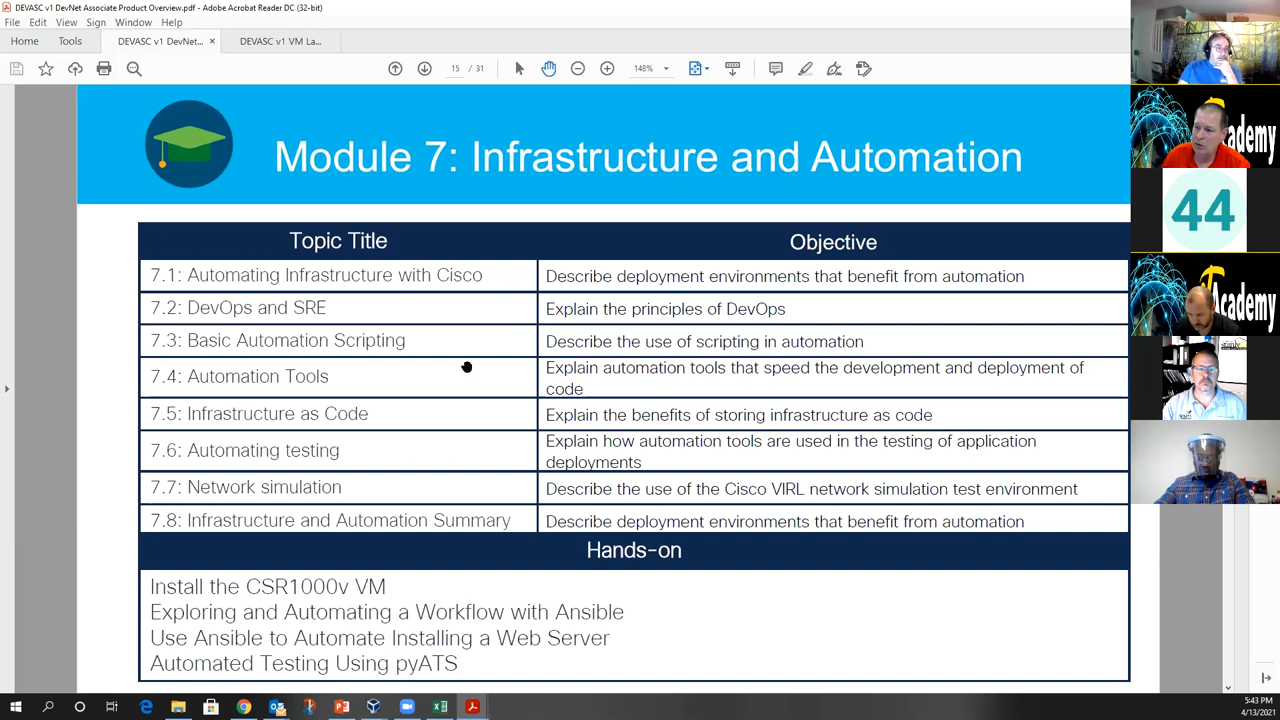 DEVASC v1 DevNet Associate Product Overview.pdf - Adobe Acrobat Reader DC (32-bit)
File Edit View Sign Window Help
Home Tools DEVASC v1 DevNet... × DEVASC v1 VM La...
15 / 31 148%
Module 7: Infrastructure and Automation
Topic Title Objective
7.1: Automating Infrastructure with Cisco Describe deployment environments that benefit from automation
7.2: DevOps and SRE Explain the principles of DevOps
7.3: Basic Automation Scripting Describe the use of scripting in automation
7.4: Automation Tools Explain automation tools that speed the development and deployment of
code
7.5: Infrastructure as Code Explain the benefits of storing infrastructure as code
7.6: Automating testing Explain how automation tools are used in the testing of application
deployments
7.7: Network simulation Describe the use of the Cisco VIRL network simulation test environment
7.8: Infrastructure and Automation Summary Describe deployment environments that benefit from automation
Hands-on
Install the CSR1000v VM
Exploring and Automating a Workflow with Ansible
Use Ansible to Automate Installing a Web Server
Automated Testing Using pyATS
ademy
44
Academy
5:43 PM
4/13/2021